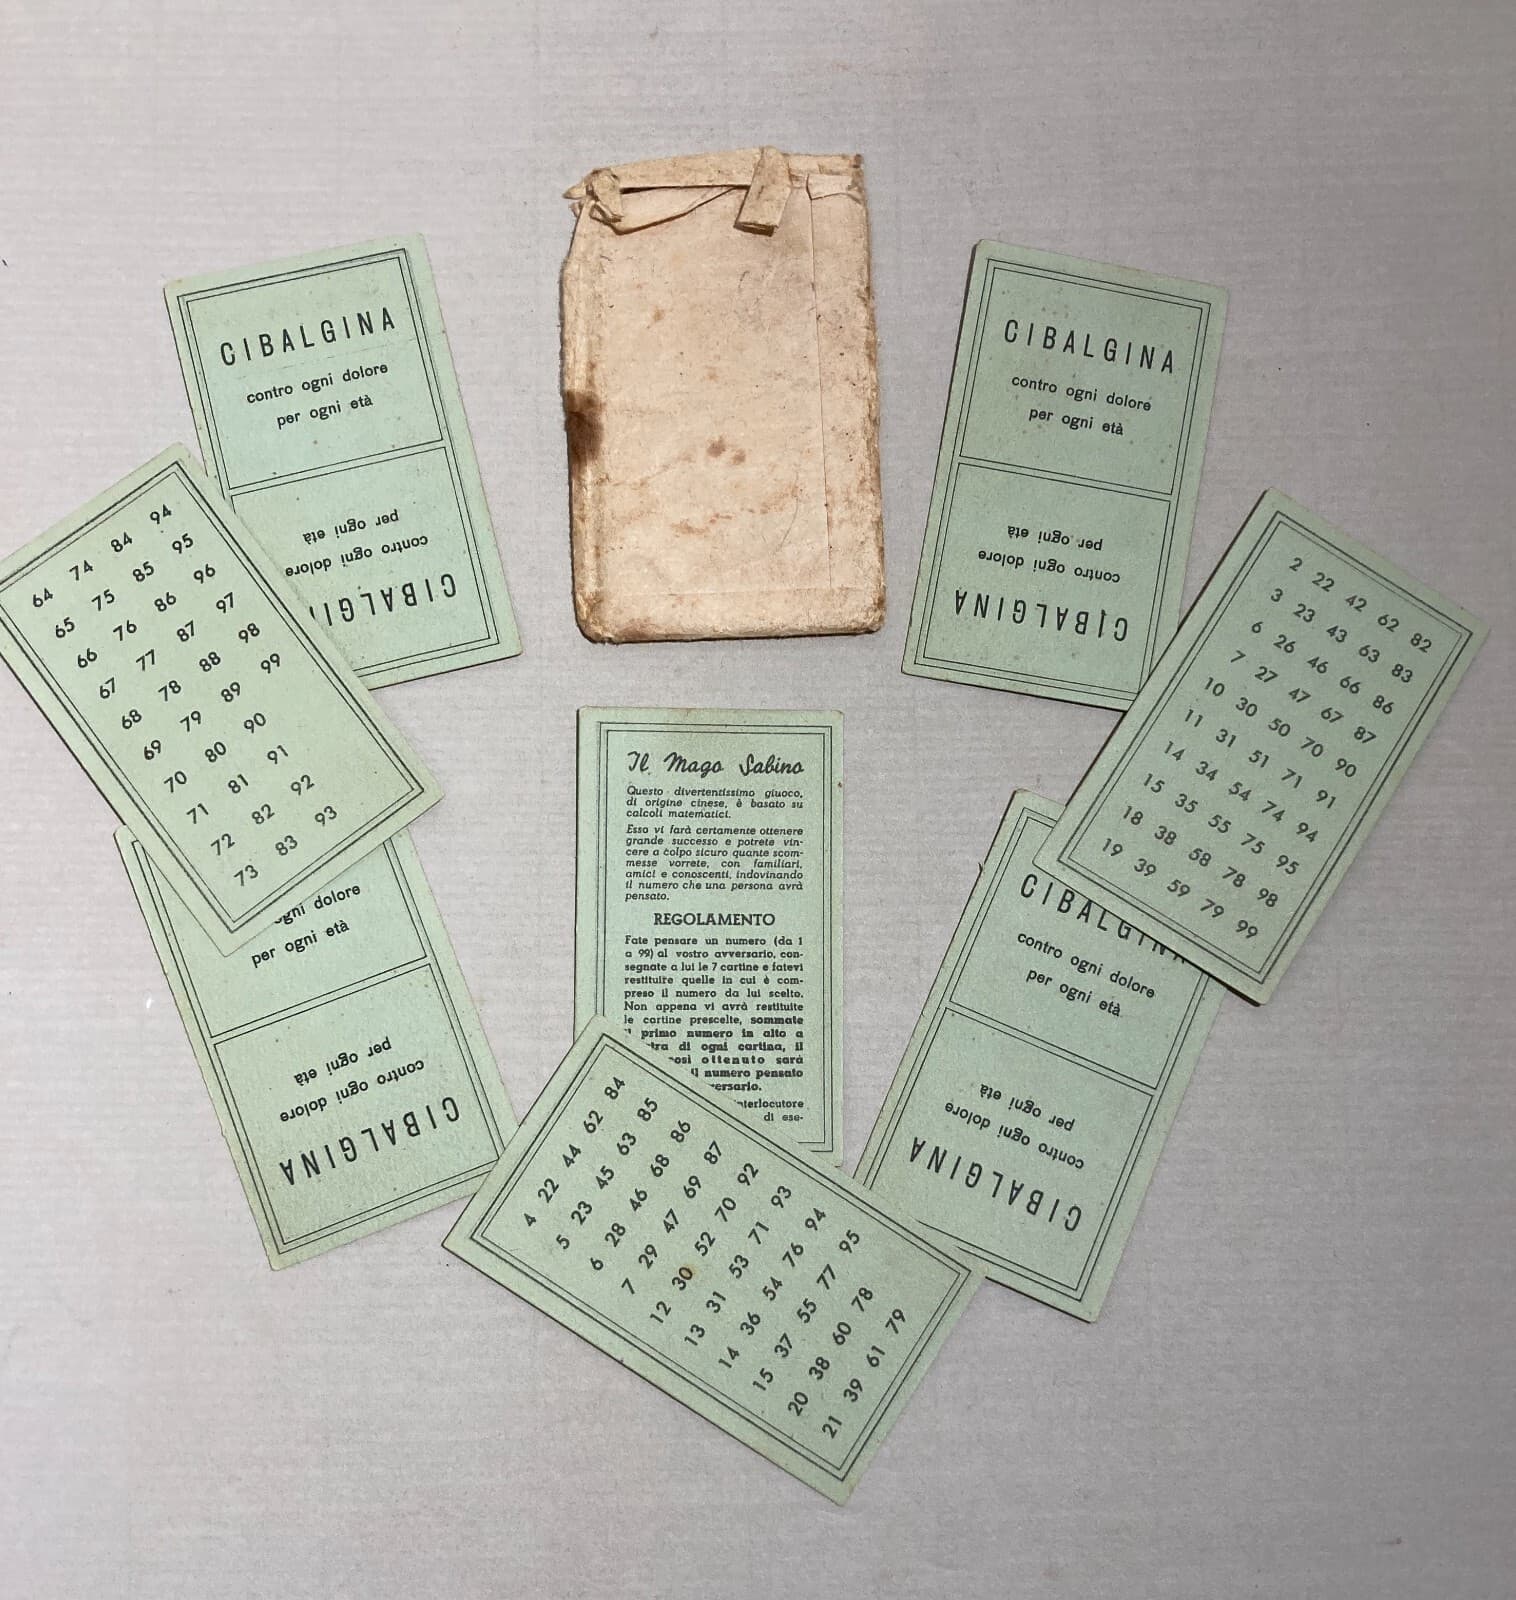 CIBALGINA
contro ogni dolore
per ogni età
CIBALGINA
contro ogni dolore
per ogni età
CIBALGINA
contro ogni dolore
per ogni età
contro ogni dolore
per ogni età
64 74 84 94
65 75 85 95
66 76 86 96
67 77 87 97
68 78 88 98
69 79 89 99
70 80 90
71 81 91
72 82 92
73 83 93
2 22 42 62 82
3 23 43 63 83
6 26 46 66 86
7 27 47 67 87
10 30 50 70 90
11 31 51 71 91
14 34 54 74 94
15 35 55 75 95
18 38 58 78 98
19 39 59 79 99
dolore
per ogni età
CIBALGINA
contro ogni dolore
per ogni età
Il Mago Sabino
Questo divertentissimo giuoco,
di origine cinese, è basato su
calcoli matematici.
Esso vi farà certamente ottenere
grande successo e potrete vin-
cere a colpo sicuro quante scom-
messe vorrete, con familiari,
amici e conoscenti, indovinando
il numero che una persona avrà
pensato.
REGOLAMENTO
Fate pensare un numero (da 1
a 99) al vostro avversario, con-
segnate a lui le 7 cartine e fatevi
restituire quelle in cui è com-
preso il numero da lui scelto.
Non appena vi avrà restituite
le cartine prescelte, sommate
il primo numero in alto a
di ogni cartina, il
ottenuto sarà
il numero pensato
di ese-
CIBALGINA
contro ogni dolore
per ogni età
CIBALGINA
contro ogni dolore
per ogni età
4 22 44 62 84
5 23 45 63 85
6 28 46 68 86
7 29 47 69 87
12 30 52 70 92
13 31 53 71 93
14 36 54 76 94
15 37 55 77 95
20 38 60 78
21 39 61 79